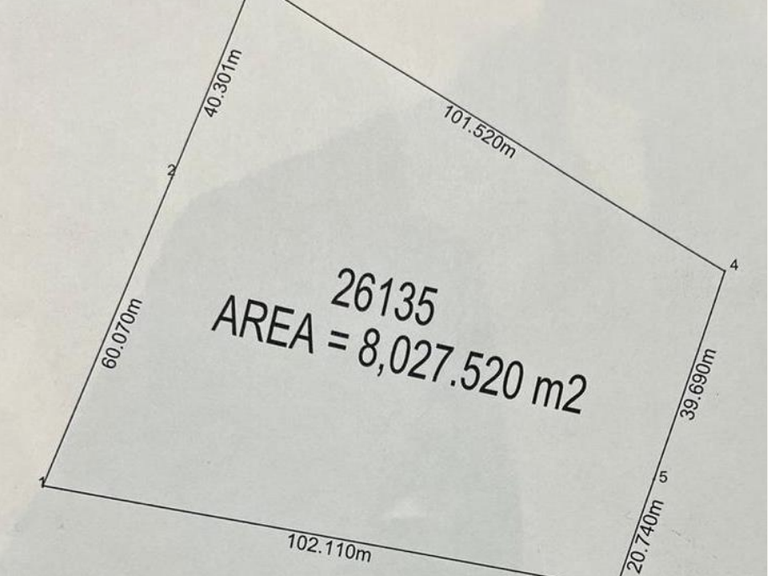 40.301m
101.520m
2
4
26135
AREA = 8,027.520 m2
60.070m
39.690m
5
1
20.740m
102.110m